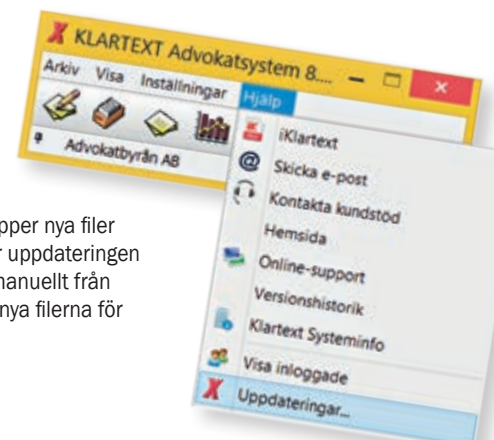 KLARTEXT Advokatsystem 8....
Arkiv Visa Inställningar Hjälp
Advokatbyrån AB
iKlartext
Skicka e-post
Kontakta kundstöd
Hemsida
Online-support
Versionshistorik
Klartext Systeminfo
Visa inloggade
Uppdateringar...
pper nya filer
r uppdateringen
manuellt från
nya filerna för